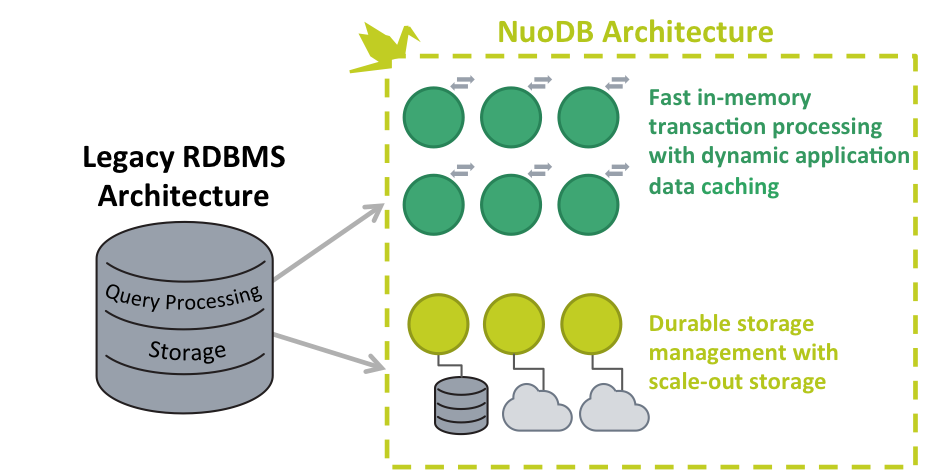 NuoDB Architecture
Legacy RDBMS
Architecture
Query Processing
Storage
Fast in-memory
transaction processing
with dynamic application
data caching
Durable storage
management with
scale-out storage